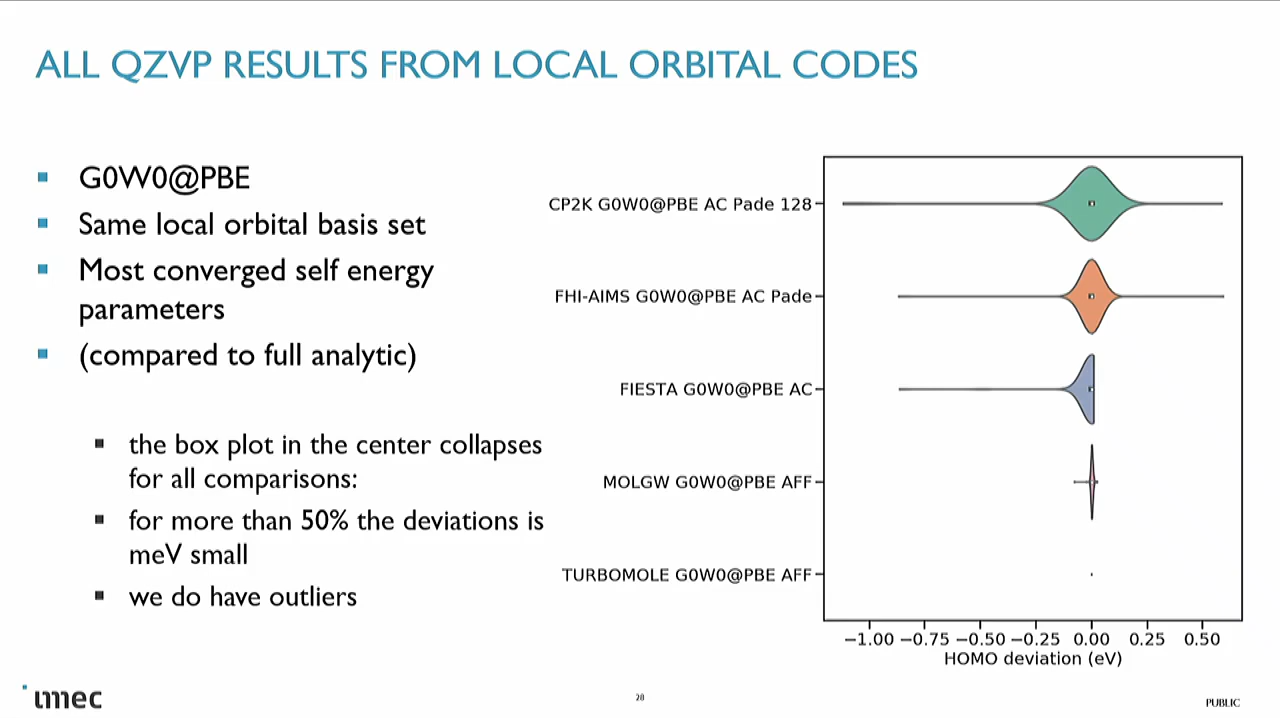 ALL QZVP RESULTS FROM LOCAL ORBITAL CODES
G0W0@PBE
Same local orbital basis set
Most converged self energy
parameters
(compared to full analytic)
the box plot in the center collapses
for all comparisons:
for more than 50% the deviations is
meV small
we do have outliers
CP2K G0W0@PBE AC Pade 128
FHI-AIMS G0W0@PBE AC Pade
FIESTA G0W0@PBE AC
MOLGW G0W0@PBE AFF
TURBOMOLE G0W0@PBE AFF
−1.00 −0.75 −0.50 −0.25 0.00 0.25 0.50
HOMO deviation (eV)
imec
28
PUBLIC